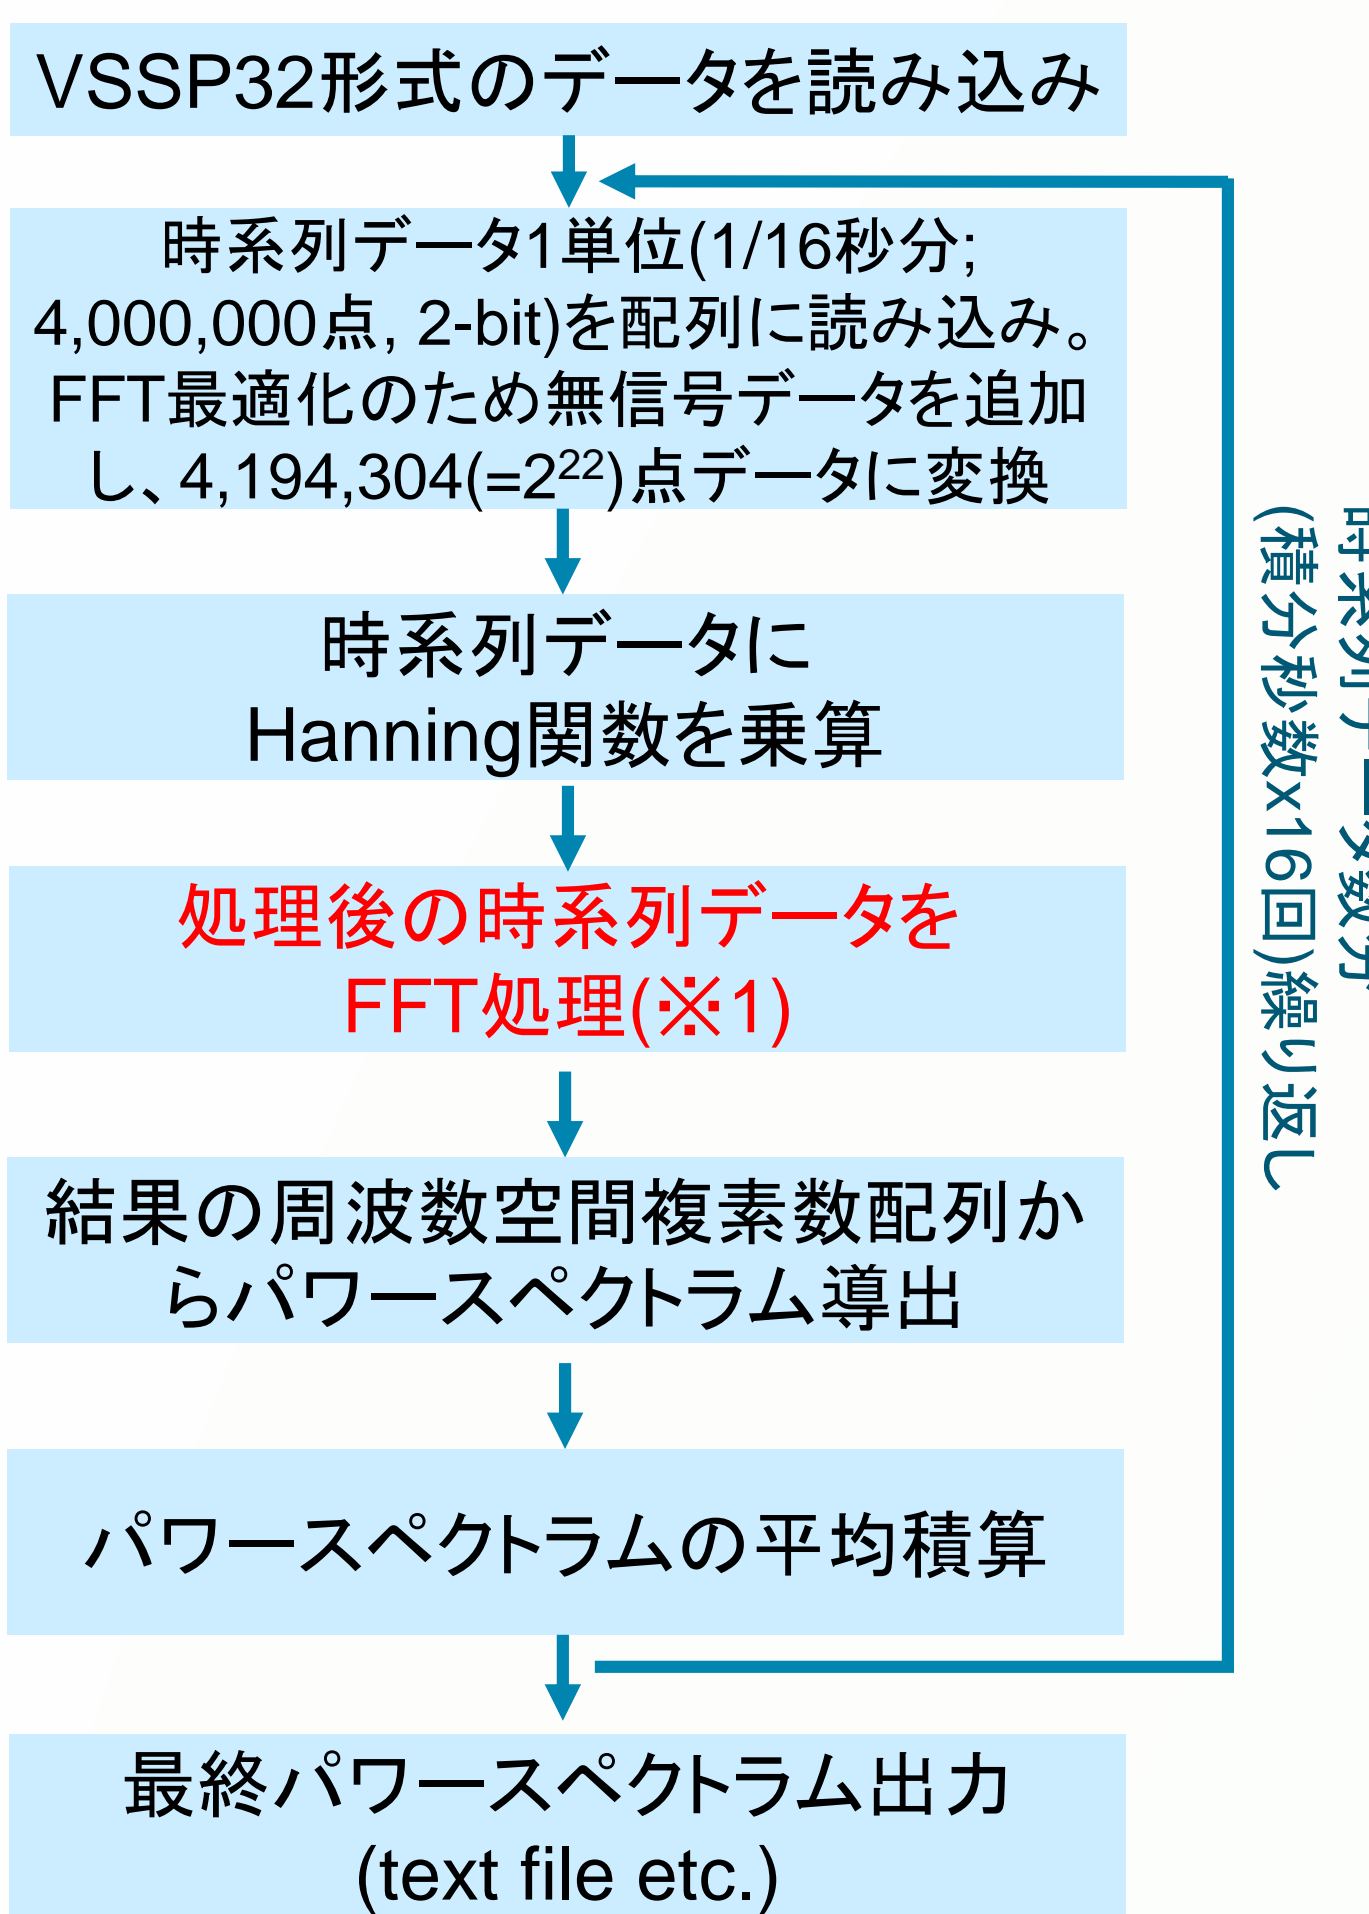 VSSP32形式のデータを読み込み
時系列データ1単位(1/16秒分;
4,000,000点, 2-bit)を配列に読み込み。
FFT最適化のため無信号データを追加
し、4,194,304(=2²²)点データに変換
時系列データに
Hanning関数を乗算
処理後の時系列データを
FFT処理(※1)
結果の周波数空間複素数配列か
らパワースペクトラム導出
パワースペクトラムの平均積算
最終パワースペクトラム出力
(text file etc.)
時系列データ数分
(積分秒数x16回)繰り返し